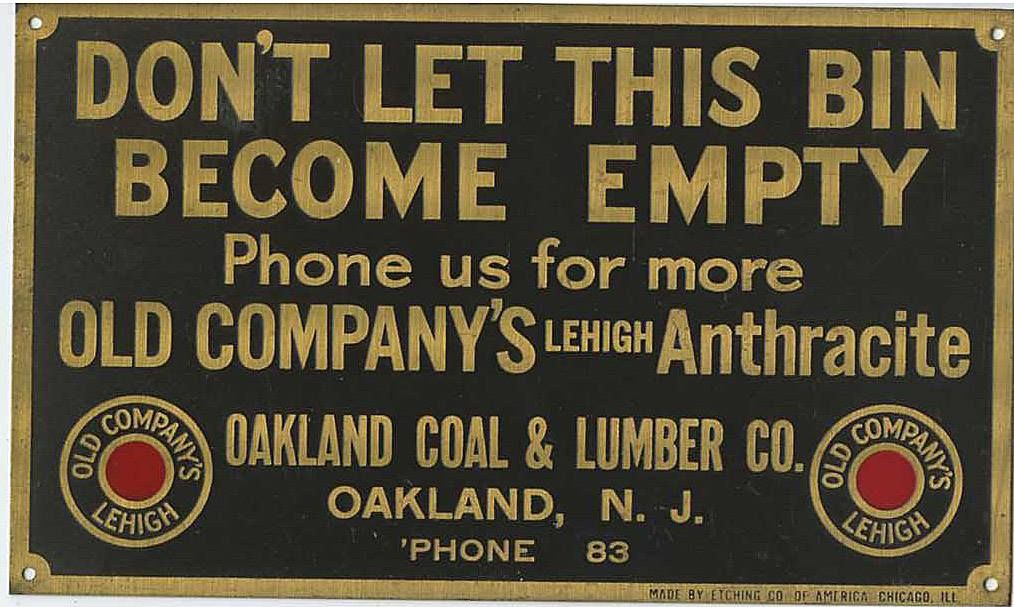 DON'T LET THIS BIN
BECOME EMPTY
Phone us for more
OLD COMPANY'S LEHIGH Anthracite
OLD COMPANY'S
LEHIGH
OAKLAND COAL & LUMBER CO.
OAKLAND, N. J.
'PHONE 83
OLD COMPANY'S
LEHIGH
MADE BY ETCHING CO. OF AMERICA CHICAGO, ILL